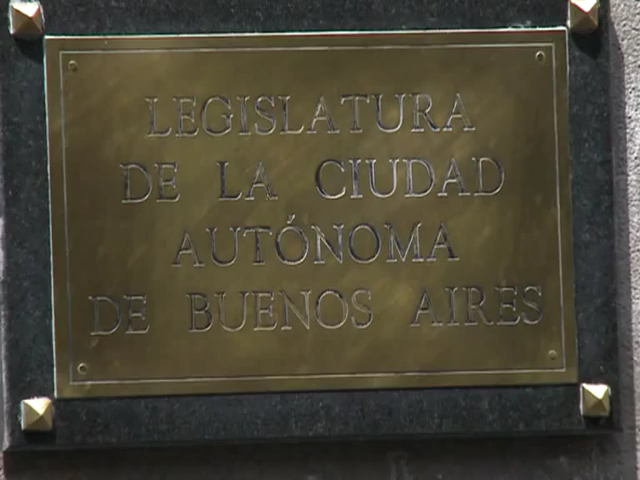 LEGISLATURA
DE LA CIUDAD
AUTÓNOMA
DE BUENOS AIRES